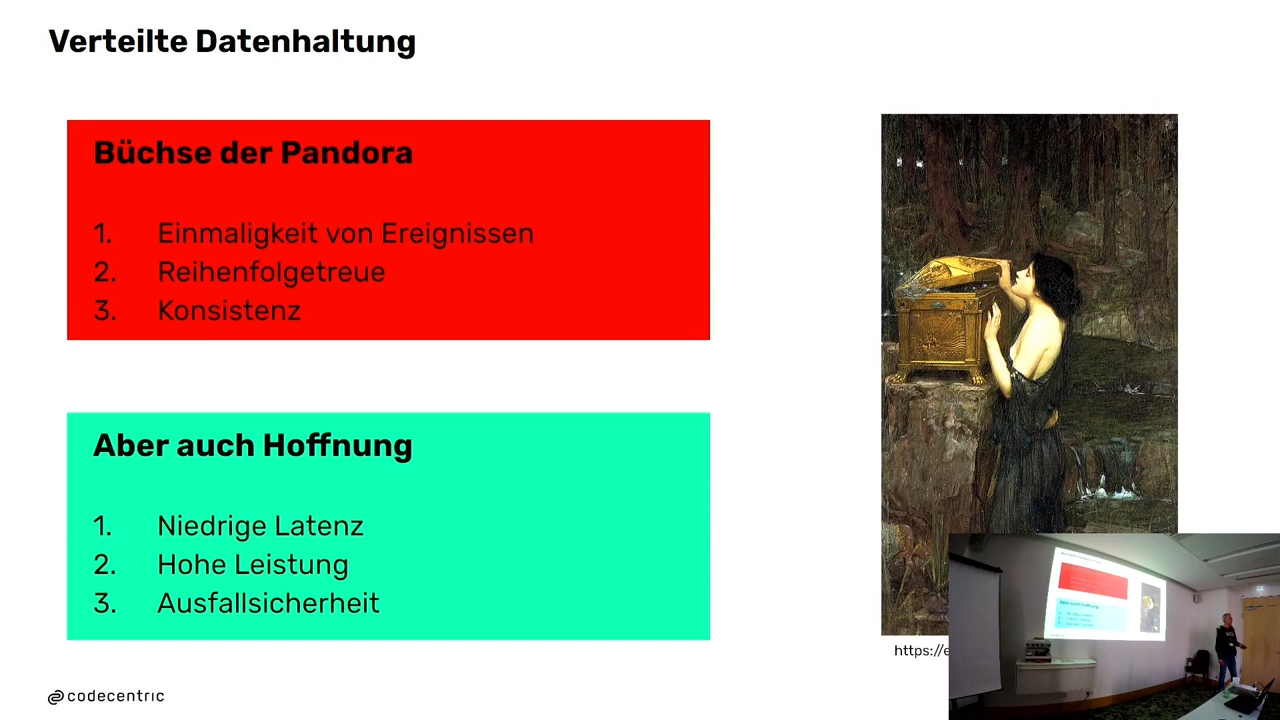 Verteilte Datenhaltung
Büchse der Pandora
1. Einmaligkeit von Ereignissen
2. Reihenfolgetreue
3. Konsistenz
Aber auch Hoffnung
1. Niedrige Latenz
2. Hohe Leistung
3. Ausfallsicherheit
https://e
codecentric